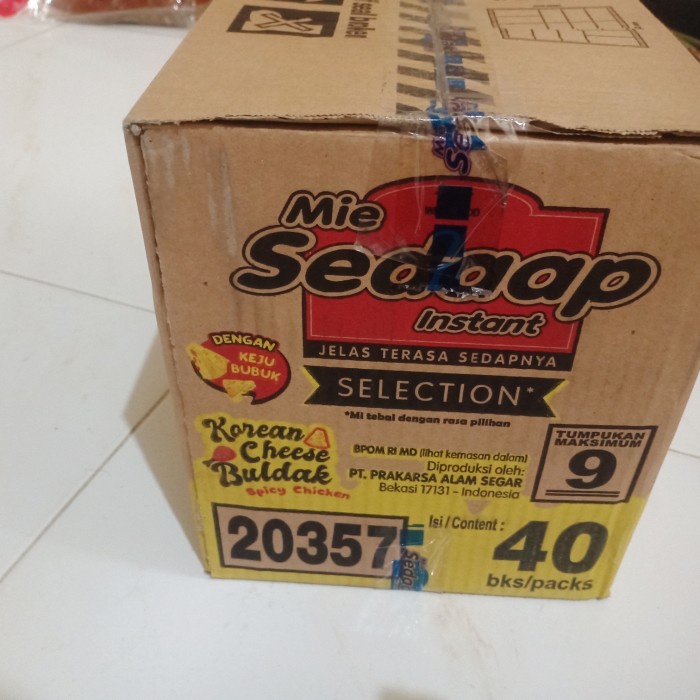 Mie
Sedaap
Instant
JELAS TERASA SEDAPNYA
SELECTION*
*Mi tebal dengan rasa pilihan
DENGAN
KEJU
BUBUK
Korean
Cheese
Buldak
Spicy Chicken
BPOM RI MD (lihat kemasan dalam)
Diproduksi oleh:
PT. PRAKARSA ALAM SEGAR
Bekasi 17131 - Indonesia
TUMPUKAN
MAKSIMUM
9
20357
Isi / Content :
40
bks/packs